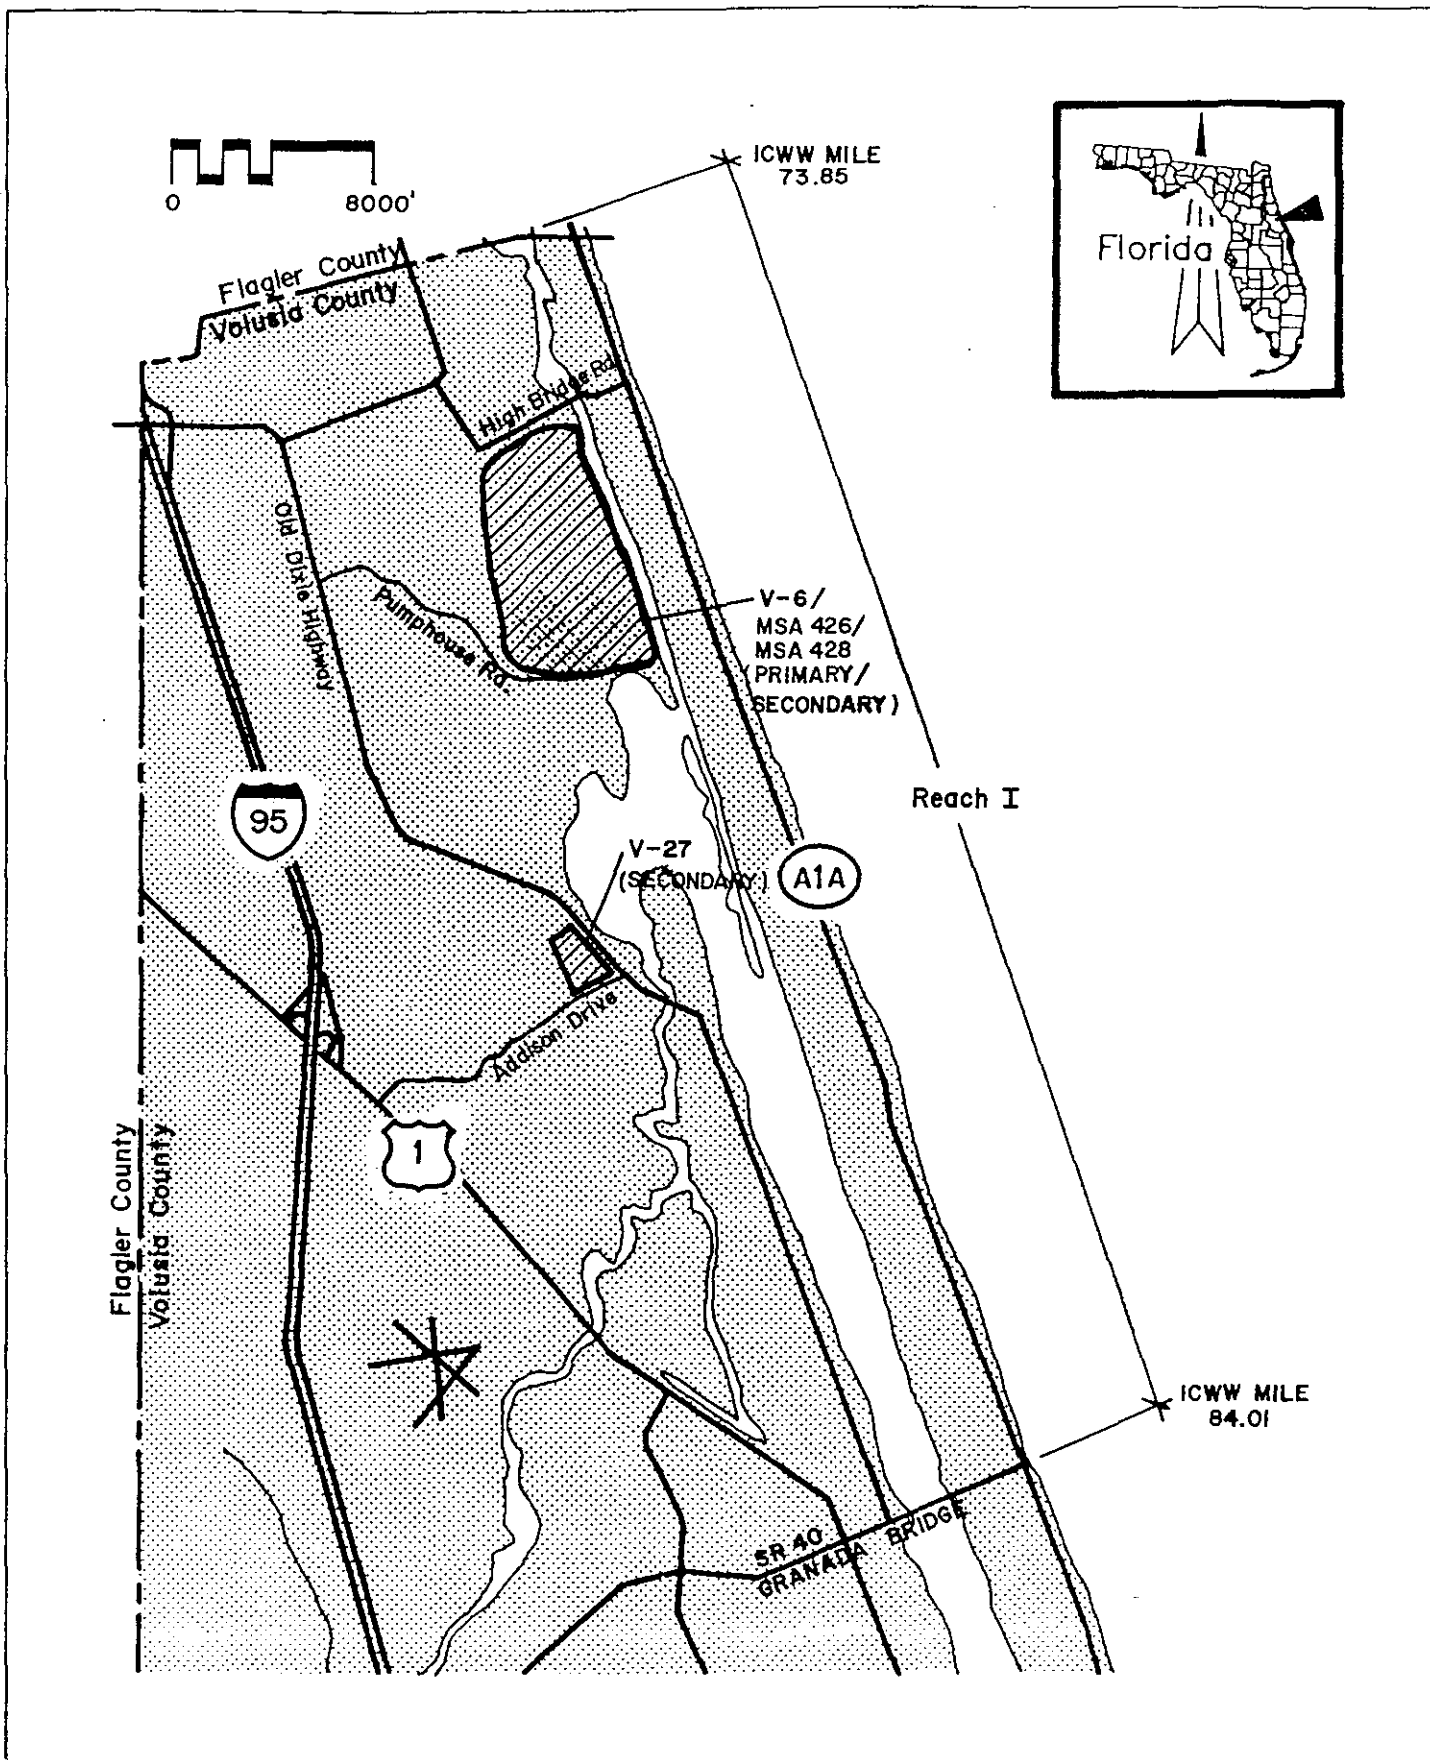 0 8000'
ICWW MILE
73.85
Florida
Flagler County
Volusia County
High Bridge Rd.
Old Dixie Highway
Pumphouse Rd.
V-6/
MSA 426/
MSA 428
(PRIMARY/
SECONDARY)
Reach I
95
V-27
(SECONDARY)
A1A
Addison Drive
1
Flagler County
Volusia County
ICWW MILE
84.01
SR 40
GRANADA BRIDGE